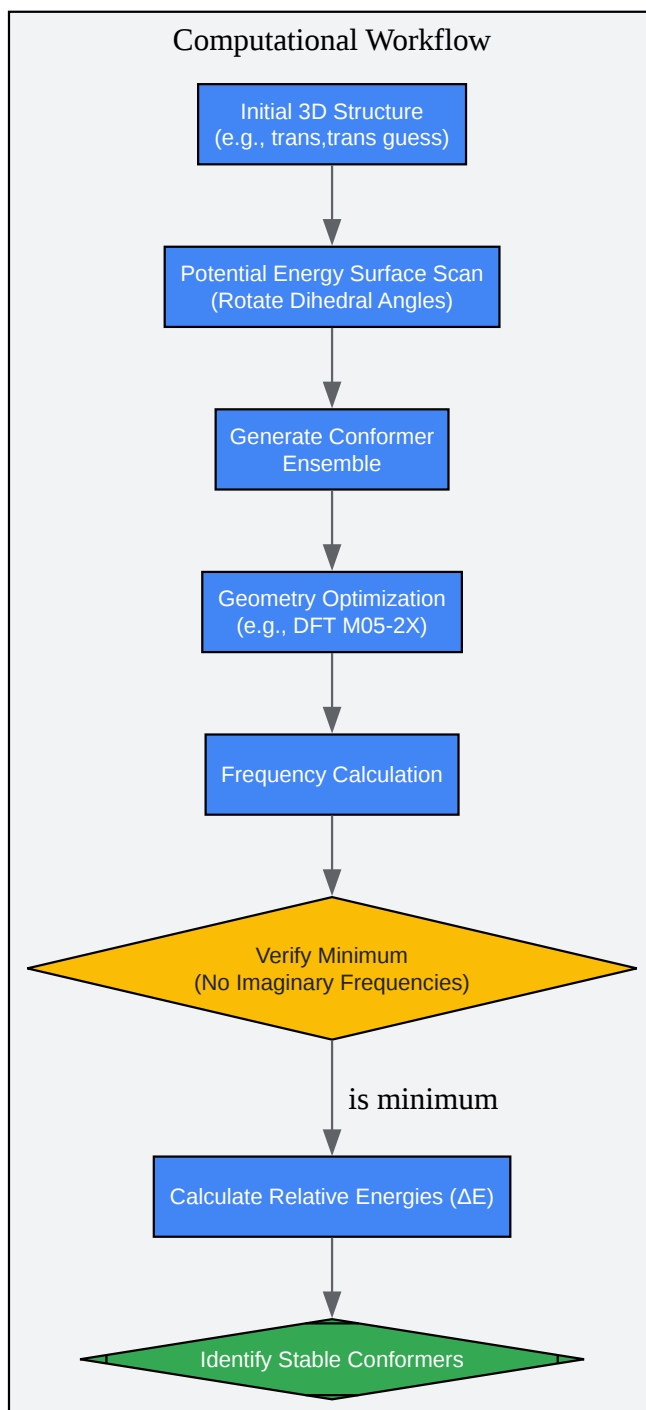 Computational Workflow
Initial 3D Structure
(e.g., trans,trans guess)
Potential Energy Surface Scan
(Rotate Dihedral Angles)
Generate Conformer
Ensemble
Geometry Optimization
(e.g., DFT M05-2X)
Frequency Calculation
Verify Minimum
(No Imaginary Frequencies)
is minimum
Calculate Relative Energies (ΔE)
Identify Stable Conformers